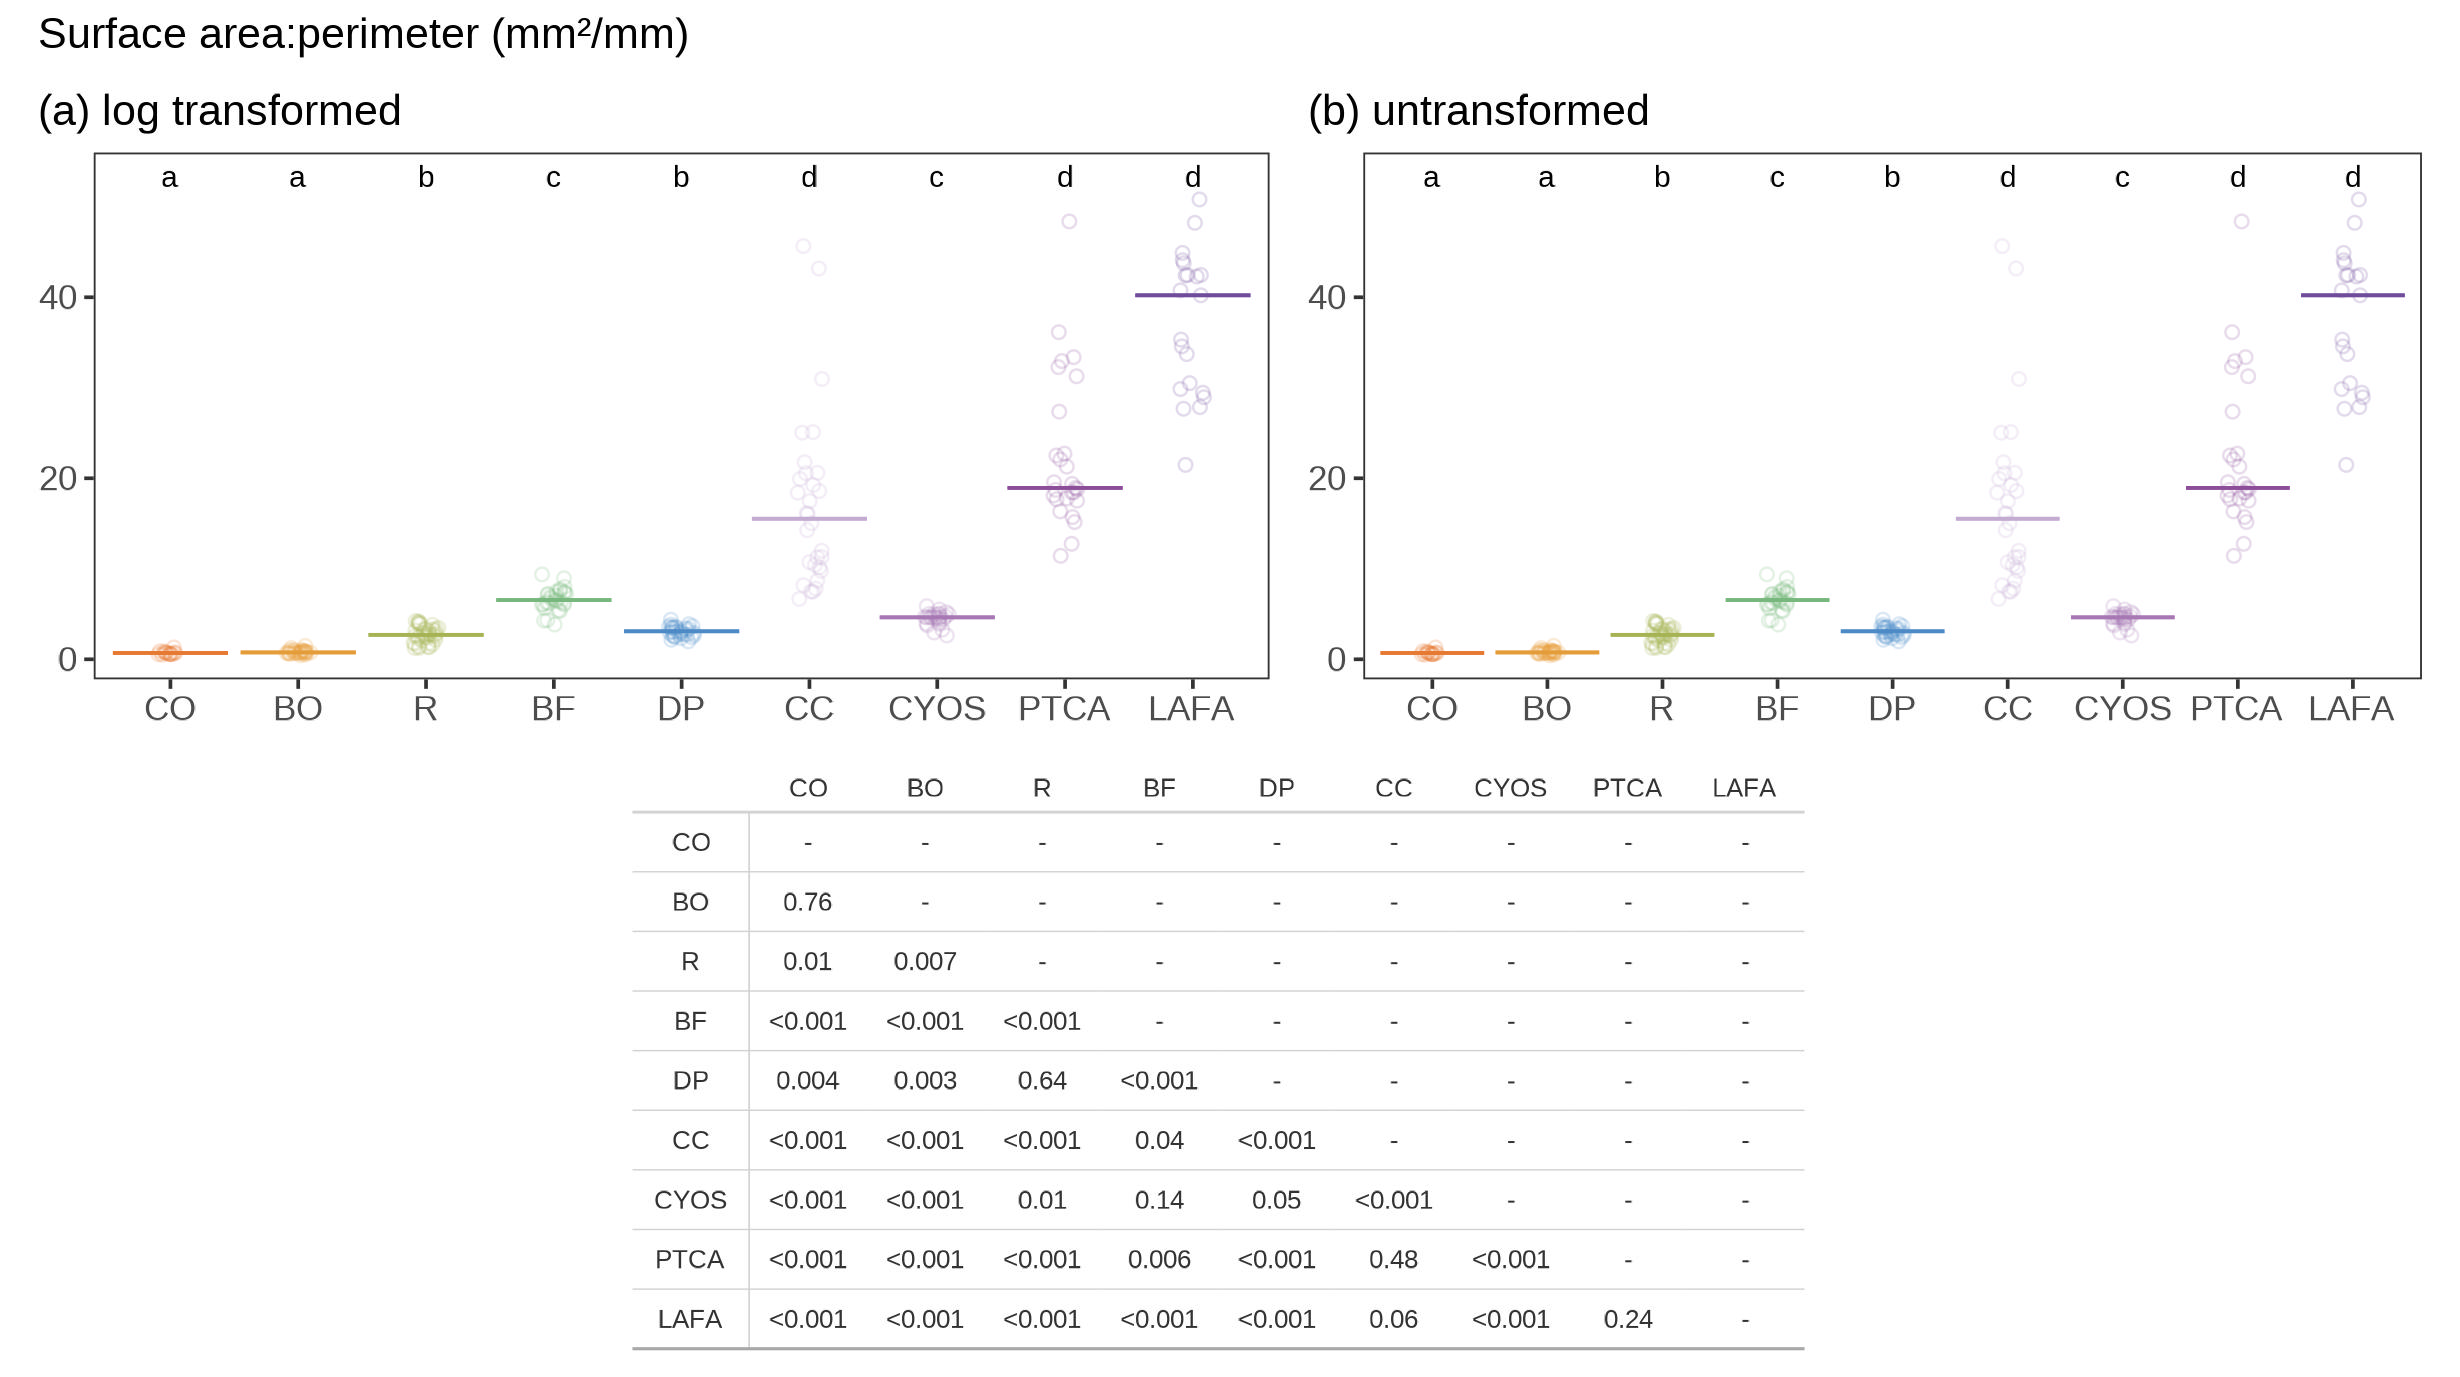 Surface area:perimeter (mm²/mm)
(a) log transformed
a a b c b d c d d
40
20
0
CO BO R BF DP CC CYOS PTCA LAFA
(b) untransformed
a a b c b d c d d
40
20
0
CO BO R BF DP CC CYOS PTCA LAFA
CO BO R BF DP CC CYOS PTCA LAFA
CO - - - - - - - - -
BO 0.76 - - - - - - - -
R 0.01 0.007 - - - - - - -
BF <0.001 <0.001 <0.001 - - - - - -
DP 0.004 0.003 0.64 <0.001 - - - - -
CC <0.001 <0.001 <0.001 0.04 <0.001 - - - -
CYOS <0.001 <0.001 0.01 0.14 0.05 <0.001 - - -
PTCA <0.001 <0.001 <0.001 0.006 <0.001 0.48 <0.001 - -
LAFA <0.001 <0.001 <0.001 <0.001 <0.001 0.06 <0.001 0.24 -